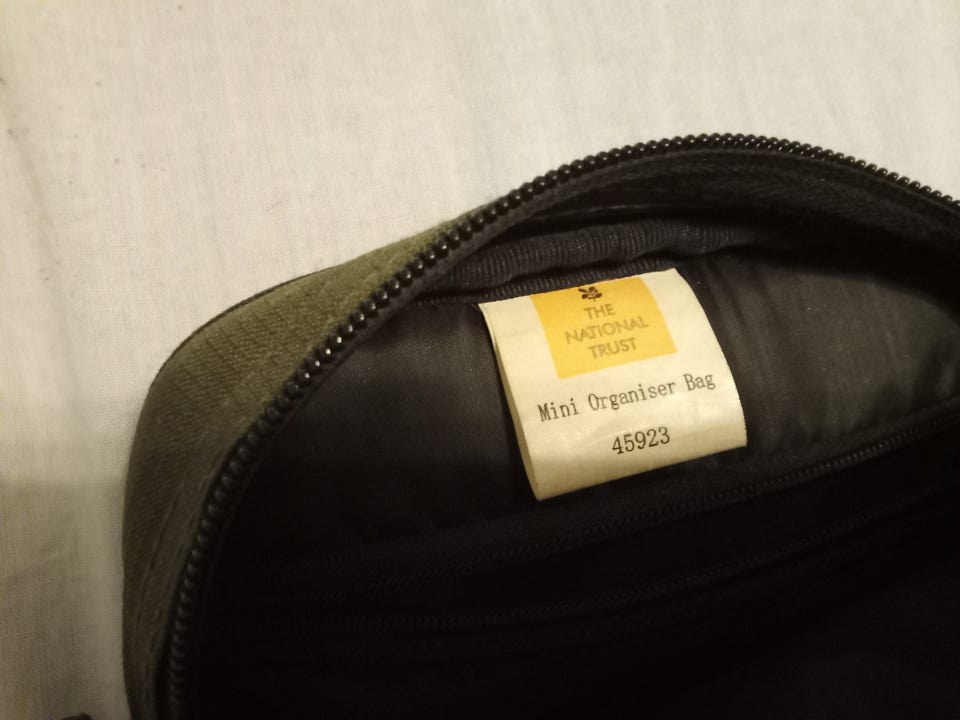 THE
NATIONAL
TRUST
Mini Organiser Bag
45923